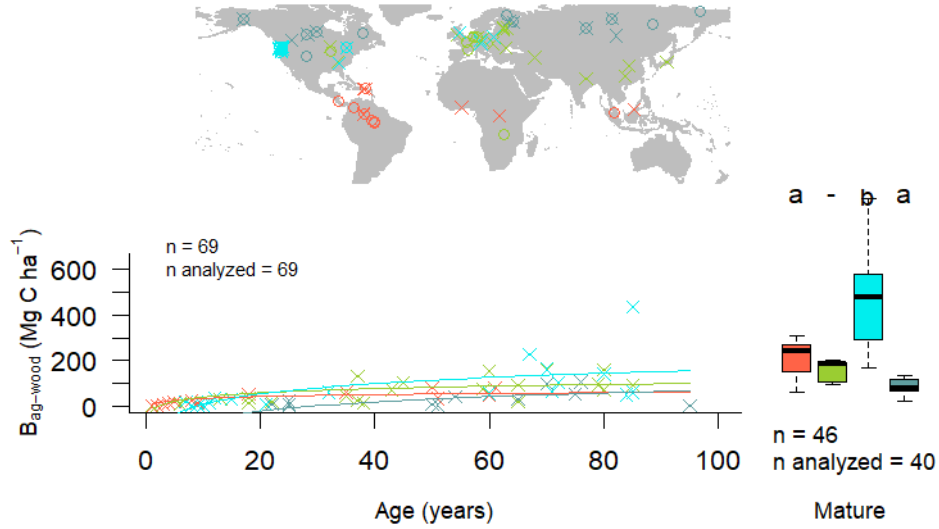 a - b a
n = 69
n analyzed = 69
B ag−wood (Mg C ha −1)
600
400
200
0
0 20 40 60 80 100
Age (years)
n = 46
n analyzed = 40
Mature